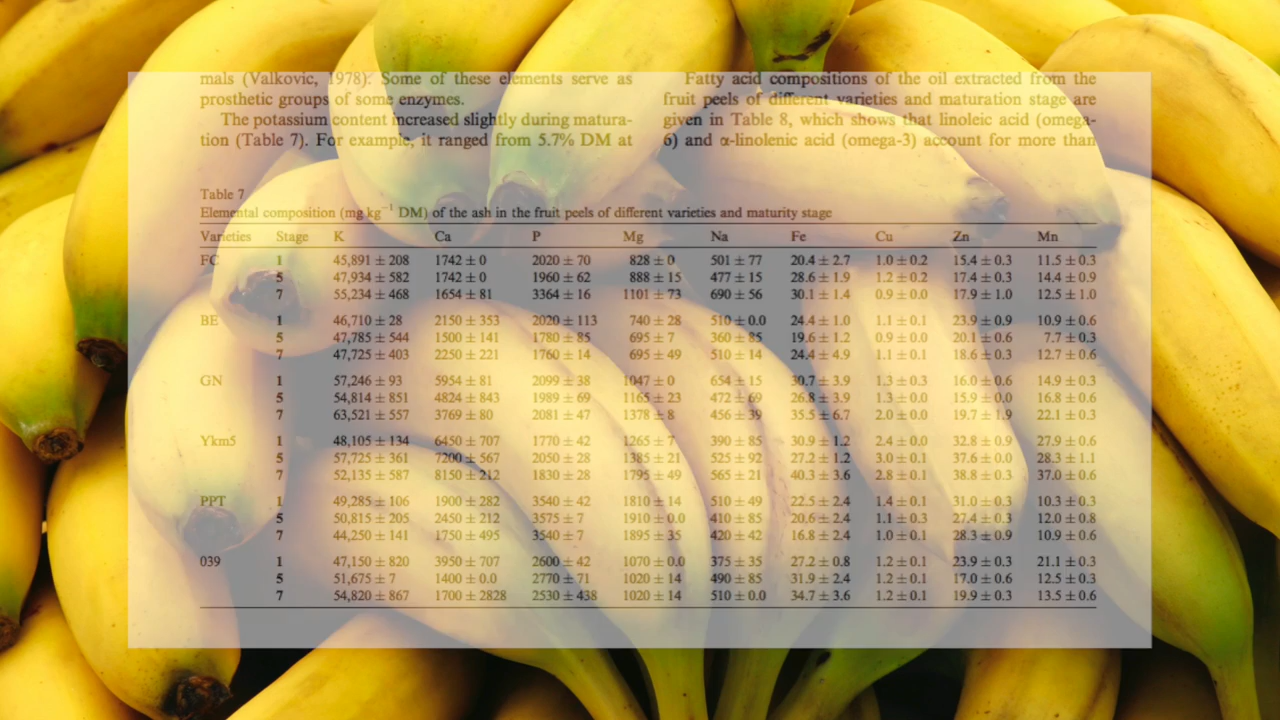 mals (Valkovic, 1978). Some of these elements serve as
prosthetic groups of some enzymes.
The potassium content increased slightly during matura-
tion (Table 7). For example, it ranged from 5.7% DM at
Fatty acid compositions of the oil extracted from the
fruit peels of different varieties and maturation stage are
given in Table 8, which shows that linoleic acid (omega-
6) and α-linolenic acid (omega-3) account for more than
Table 7
Elemental composition (mg kg⁻¹ DM) of the ash in the fruit peels of different varieties and maturity stage
Varieties Stage K Ca P Mg Na Fe Cu Zn Mn
FC 1 45,891 ± 208 1742 ± 0 2020 ± 70 828 ± 0 501 ± 77 20.4 ± 2.7 1.0 ± 0.2 15.4 ± 0.3 11.5 ± 0.3
5 47,934 ± 582 1742 ± 0 1960 ± 62 888 ± 15 477 ± 15 28.6 ± 1.9 1.2 ± 0.2 17.4 ± 0.3 14.4 ± 0.9
7 55,234 ± 468 1654 ± 81 3364 ± 16 1101 ± 73 690 ± 56 30.1 ± 1.4 0.9 ± 0.0 17.9 ± 1.0 12.5 ± 1.0
BE 1 46,710 ± 28 2150 ± 353 2020 ± 113 740 ± 28 510 ± 0.0 24.4 ± 1.0 1.1 ± 0.1 23.9 ± 0.9 10.9 ± 0.6
5 47,785 ± 544 1500 ± 141 1780 ± 85 695 ± 7 360 ± 85 19.6 ± 1.2 0.9 ± 0.0 20.1 ± 0.6 7.7 ± 0.3
7 47,725 ± 403 2250 ± 221 1760 ± 14 695 ± 49 510 ± 14 24.4 ± 4.9 1.1 ± 0.1 18.6 ± 0.3 12.7 ± 0.6
GN 1 57,246 ± 93 5954 ± 81 2099 ± 38 1047 ± 0 654 ± 15 30.7 ± 3.9 1.3 ± 0.3 16.0 ± 0.6 14.9 ± 0.3
5 54,814 ± 851 4824 ± 843 1989 ± 69 1165 ± 23 472 ± 69 26.8 ± 3.9 1.3 ± 0.0 15.9 ± 0.0 16.8 ± 0.6
7 63,521 ± 557 3769 ± 80 2081 ± 47 1378 ± 8 456 ± 39 35.5 ± 6.7 2.0 ± 0.0 19.7 ± 1.9 22.1 ± 0.3
Ykm5 1 48,105 ± 134 6450 ± 707 1770 ± 42 1265 ± 7 390 ± 85 30.9 ± 1.2 2.4 ± 0.0 32.8 ± 0.9 27.9 ± 0.6
5 57,725 ± 361 7200 ± 567 2050 ± 28 1385 ± 21 525 ± 92 27.2 ± 1.2 3.0 ± 0.1 37.6 ± 0.0 28.3 ± 1.1
7 52,135 ± 587 8150 ± 212 1830 ± 28 1795 ± 49 565 ± 21 40.3 ± 3.6 2.8 ± 0.1 38.8 ± 0.3 37.0 ± 0.6
PPT 1 49,285 ± 106 1900 ± 282 3540 ± 42 1810 ± 14 510 ± 49 22.5 ± 2.4 1.4 ± 0.1 31.0 ± 0.3 10.3 ± 0.3
5 50,815 ± 205 2450 ± 212 3575 ± 7 1910 ± 0.0 410 ± 85 20.6 ± 2.4 1.1 ± 0.3 27.4 ± 0.3 12.0 ± 0.8
7 44,250 ± 141 1750 ± 495 3540 ± 7 1895 ± 35 420 ± 42 16.8 ± 2.4 1.0 ± 0.1 28.3 ± 0.9 10.9 ± 0.6
039 1 47,150 ± 820 3950 ± 707 2600 ± 42 1070 ± 0.0 375 ± 35 27.2 ± 0.8 1.2 ± 0.1 23.9 ± 0.3 21.1 ± 0.3
5 51,675 ± 7 1400 ± 0.0 2770 ± 71 1020 ± 14 490 ± 85 31.9 ± 2.4 1.2 ± 0.1 17.0 ± 0.6 12.5 ± 0.3
7 54,820 ± 867 1700 ± 2828 2530 ± 438 1020 ± 14 510 ± 0.0 34.7 ± 3.6 1.2 ± 0.1 19.9 ± 0.3 13.5 ± 0.6